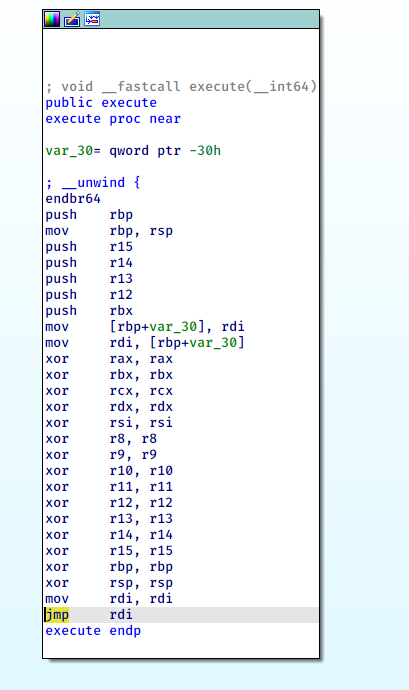 ; void __fastcall execute(__int64)
public execute
execute proc near
var_30= qword ptr -30h
; __unwind {
endbr64
push rbp
mov rbp, rsp
push r15
push r14
push r13
push r12
push rbx
mov [rbp+var_30], rdi
mov rdi, [rbp+var_30]
xor rax, rax
xor rbx, rbx
xor rcx, rcx
xor rdx, rdx
xor rsi, rsi
xor r8, r8
xor r9, r9
xor r10, r10
xor r11, r11
xor r12, r12
xor r13, r13
xor r14, r14
xor r15, r15
xor rbp, rbp
xor rsp, rsp
mov rdi, rdi
jmp rdi
execute endp